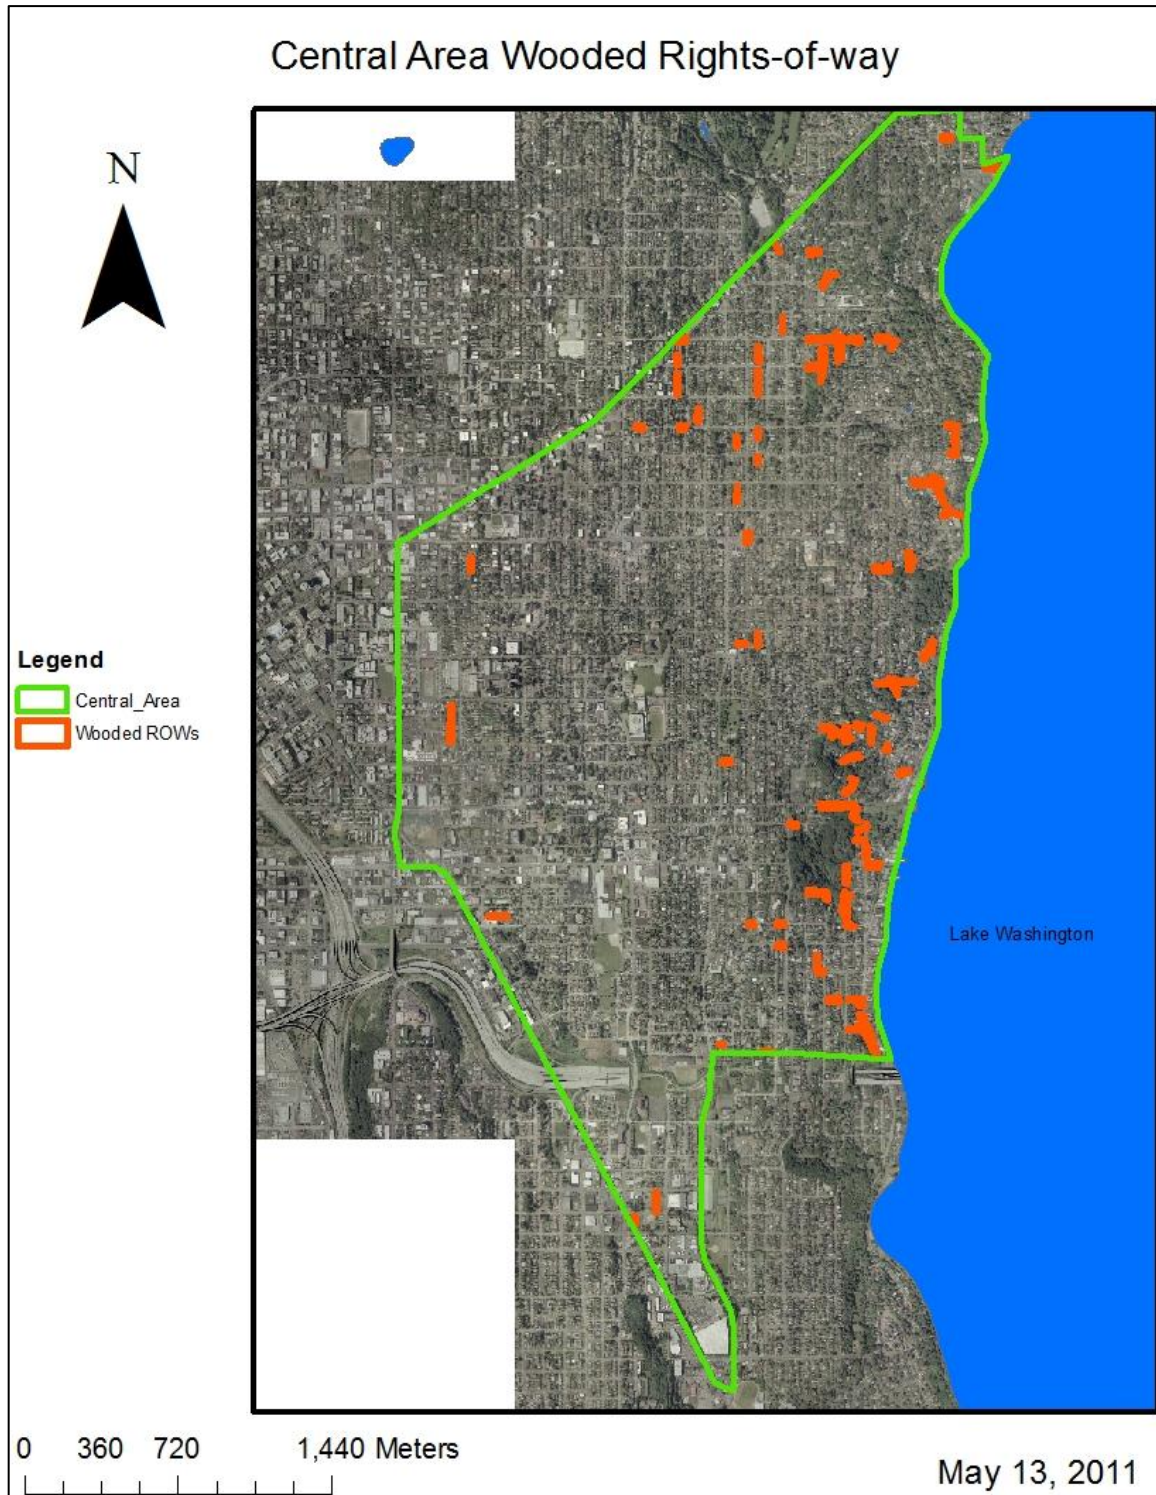 Central Area Wooded Rights-of-way
N
Legend
Central_Area
Wooded ROWs
Lake Washington
0 360 720 1,440 Meters
May 13, 2011